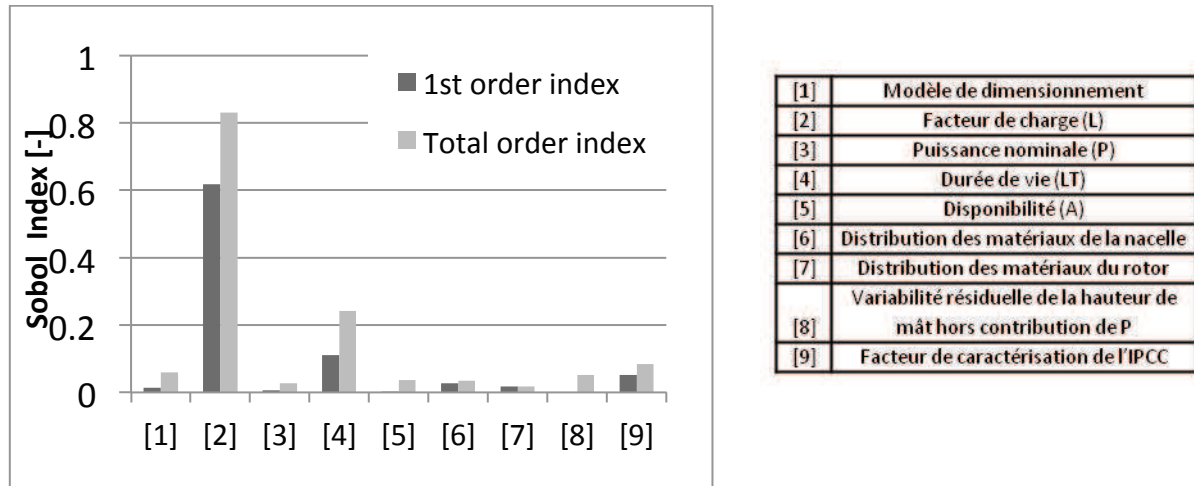 1
0.8
0.6
0.4
0.2
0
Sobol Index [-]
1st order index
Total order index
[1] [2] [3] [4] [5] [6] [7] [8] [9]
[1] Modèle de dimensionnement
[2] Facteur de charge (L)
[3] Puissance nominale (P)
[4] Durée de vie (LT)
[5] Disponibilité (A)
[6] Distribution des matériaux de la nacelle
[7] Distribution des matériaux du rotor
Variabilité résiduelle de la hauteur de
[8] mât hors contribution de P
[9] Facteur de caractérisation de l'IPCC